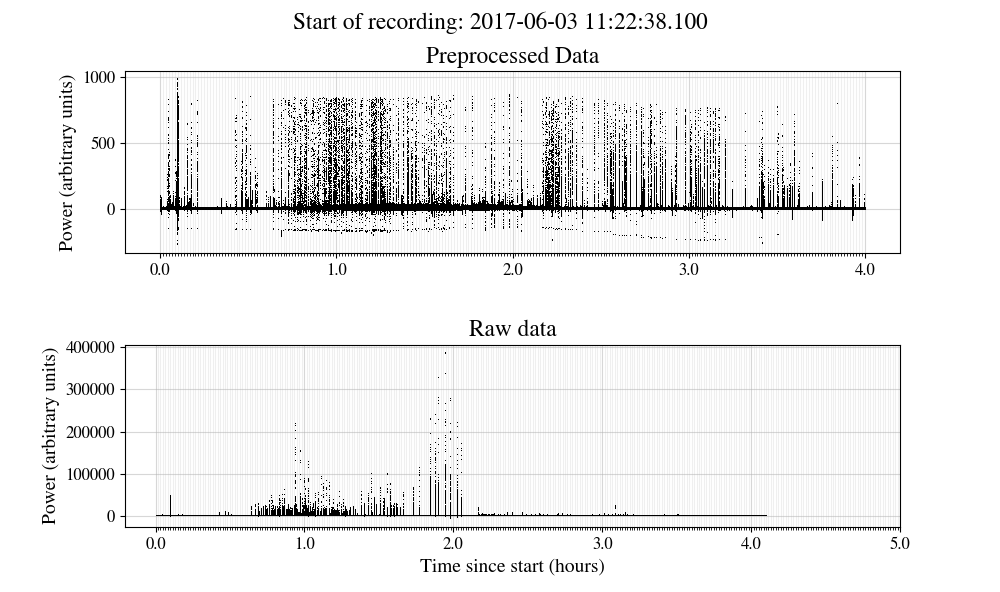 Start of recording: 2017-06-03 11:22:38.100
Preprocessed Data
Power (arbitrary units)
1000
500
0
0.0 1.0 2.0 3.0 4.0
Raw data
Power (arbitrary units)
400000
300000
200000
100000
0
0.0 1.0 2.0 3.0 4.0 5.0
Time since start (hours)